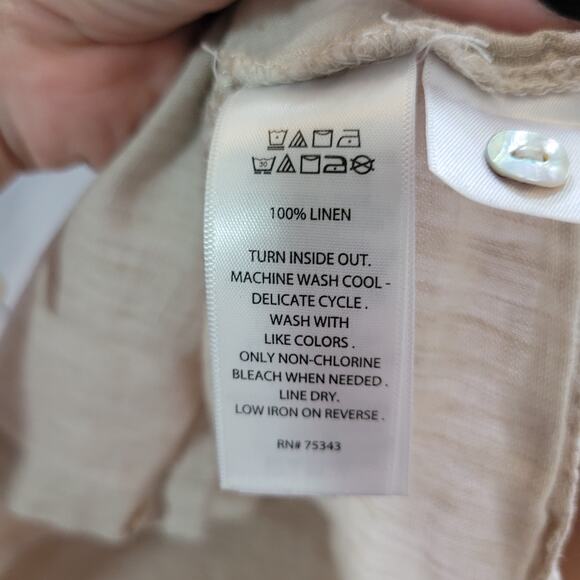 30
100% LINEN
TURN INSIDE OUT.
MACHINE WASH COOL -
DELICATE CYCLE .
WASH WITH
LIKE COLORS .
ONLY NON-CHLORINE
BLEACH WHEN NEEDED .
LINE DRY.
LOW IRON ON REVERSE .
RN# 75343